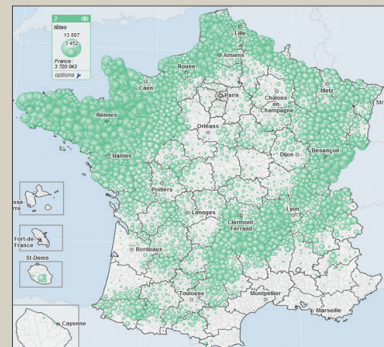 2
têtes
13 807
3 452
France :
3 720 043
options
Lille
Amiens
Rouen
Caen
Paris
Metz
Châlons
en
Champagne
Rennes
Orléans
Nantes
Dijon
Besançon
Poitiers
Limoges
Clermont
Ferrand
Lyon
Bordeaux
Toulouse
Montpellier
Marseille
Fort-de-
France
St-Denis
Cayenne